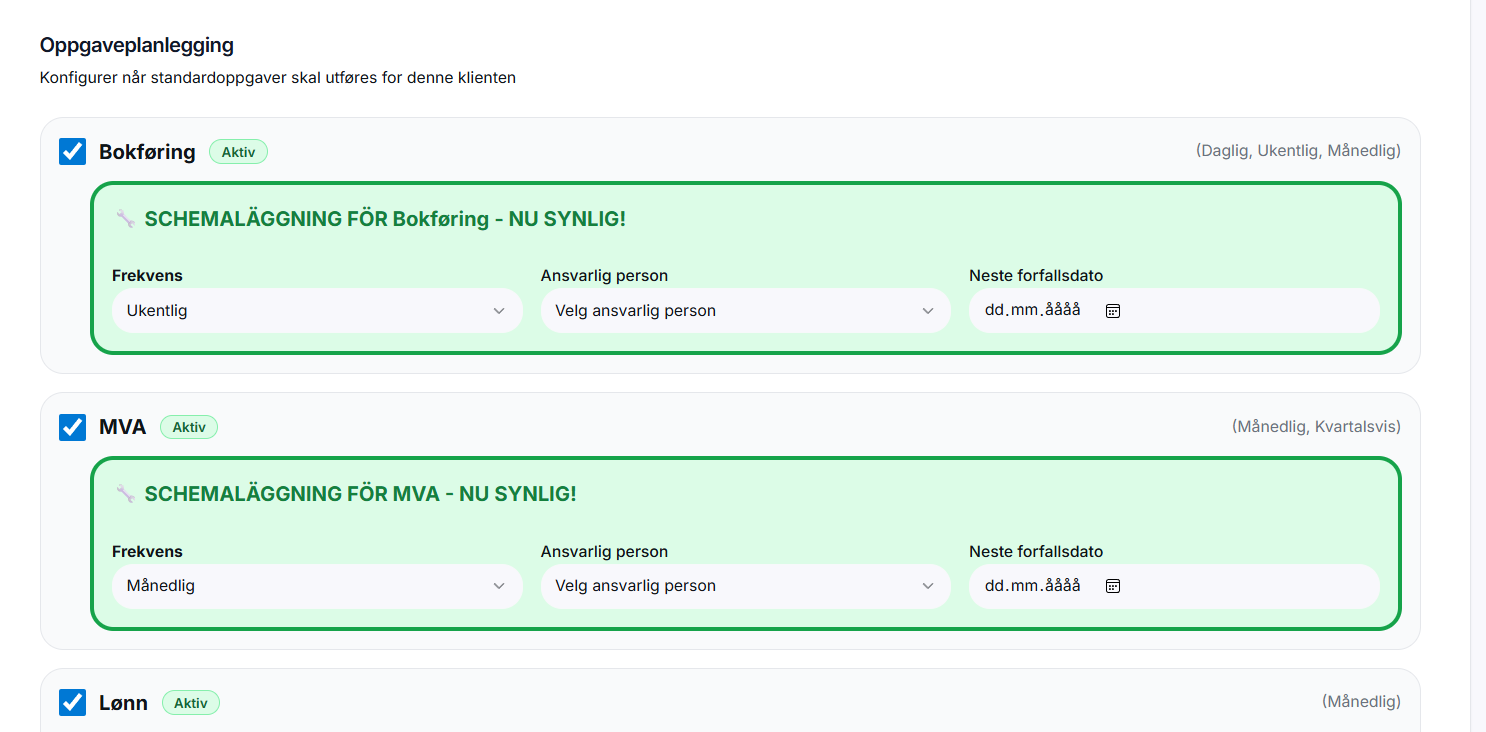 Oppgaveplanlegging
Konfigurer når standardoppgaver skal utføres for denne klienten
Bokføring Aktiv (Daglig, Ukentlig, Månedlig)
SCHEMALÄGGNING FÖR Bokføring - NU SYNLIG!
Frekvens Ansvarlig person Neste forfallsdato
Ukentlig Velg ansvarlig person dd.mm.åååå
MVA Aktiv (Månedlig, Kvartalsvis)
SCHEMALÄGGNING FÖR MVA - NU SYNLIG!
Frekvens Ansvarlig person Neste forfallsdato
Månedlig Velg ansvarlig person dd.mm.åååå
Lønn Aktiv (Månedlig)